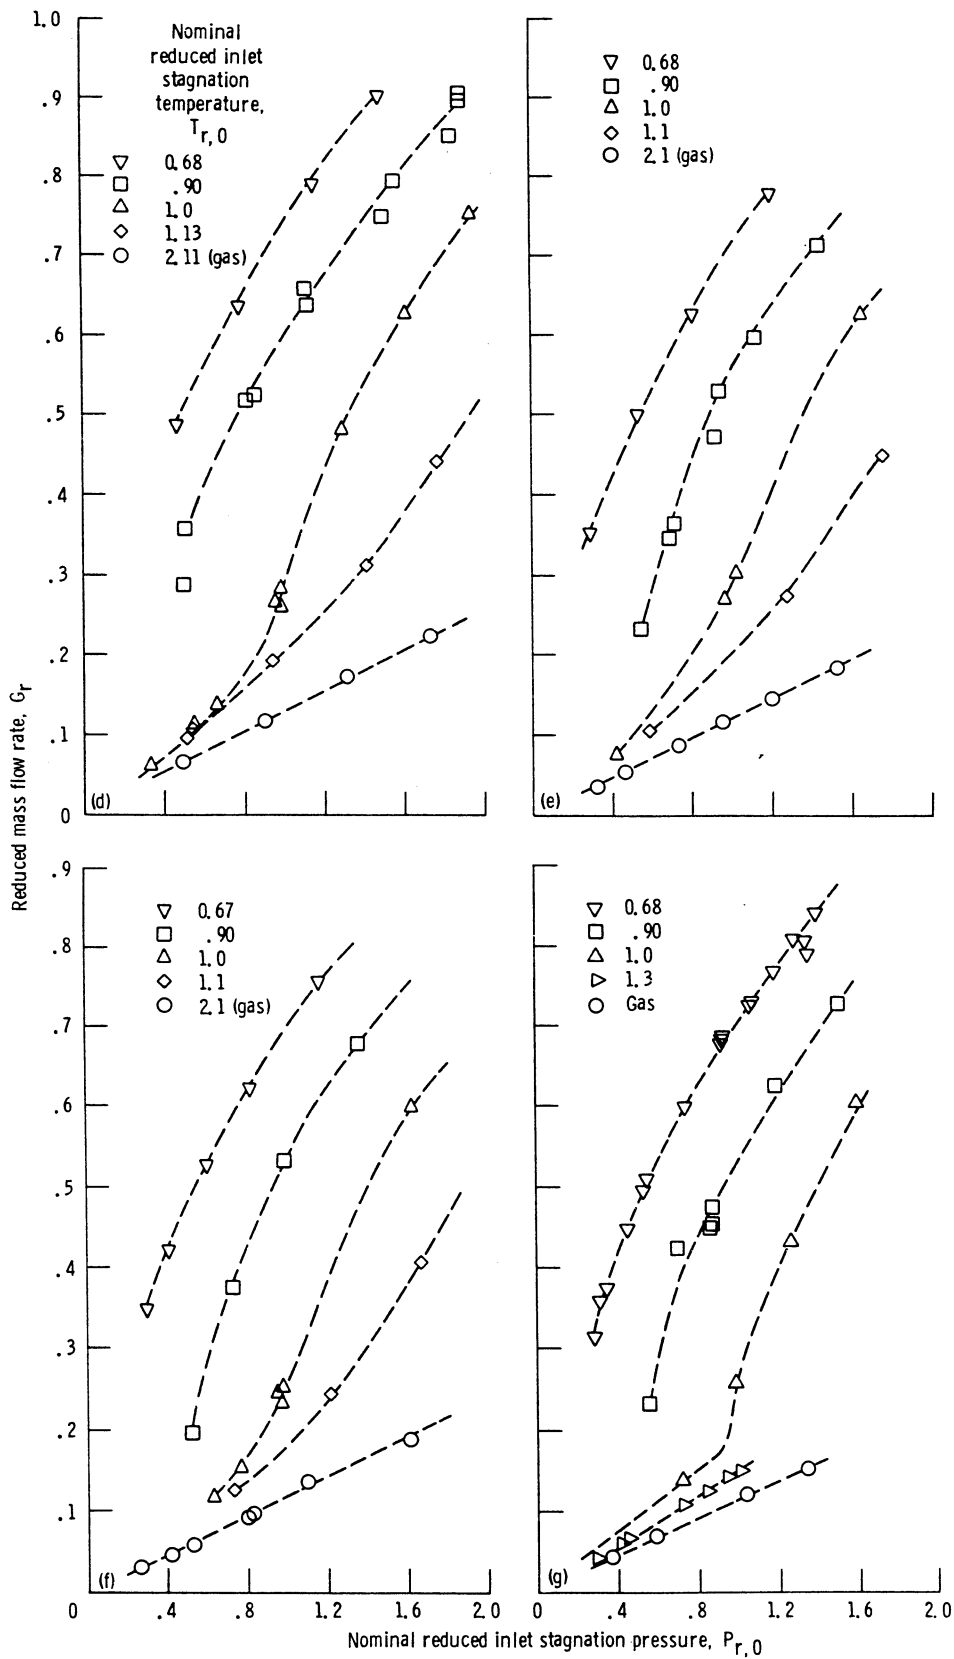 1.0
.9
.8
.7
.6
.5
.4
.3
.2
.1
0
Nominal
reduced inlet
stagnation
temperature,
Tr,0
0.68
.90
1.0
1.13
2.11 (gas)
(d)
0.68
.90
1.0
1.1
2.1 (gas)
(e)
Reduced mass flow rate, Gr
.9
.8
.7
.6
.5
.4
.3
.2
.1
0.67
.90
1.0
1.1
2.1 (gas)
(f)
0 .4 .8 1.2 1.6 2.0
0.68
.90
1.0
1.3
Gas
(g)
0 .4 .8 1.2 1.6 2.0
Nominal reduced inlet stagnation pressure, Pr,0